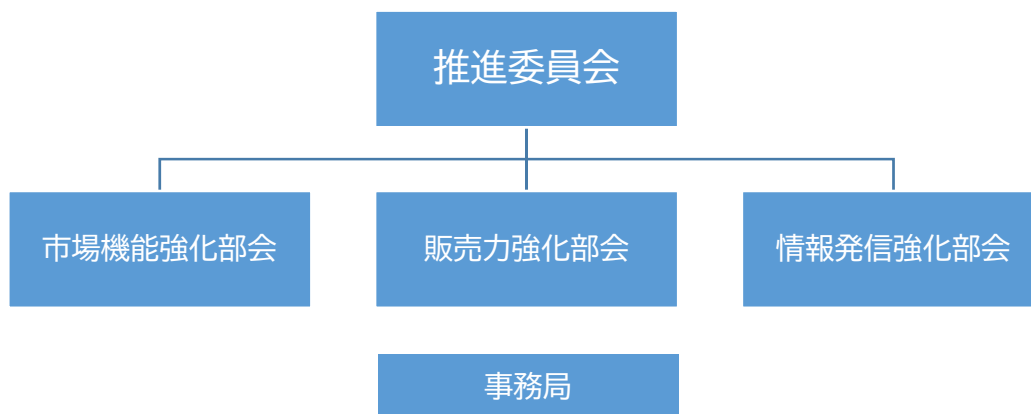 推進委員会
市場機能強化部会
販売力強化部会
情報発信強化部会
事務局